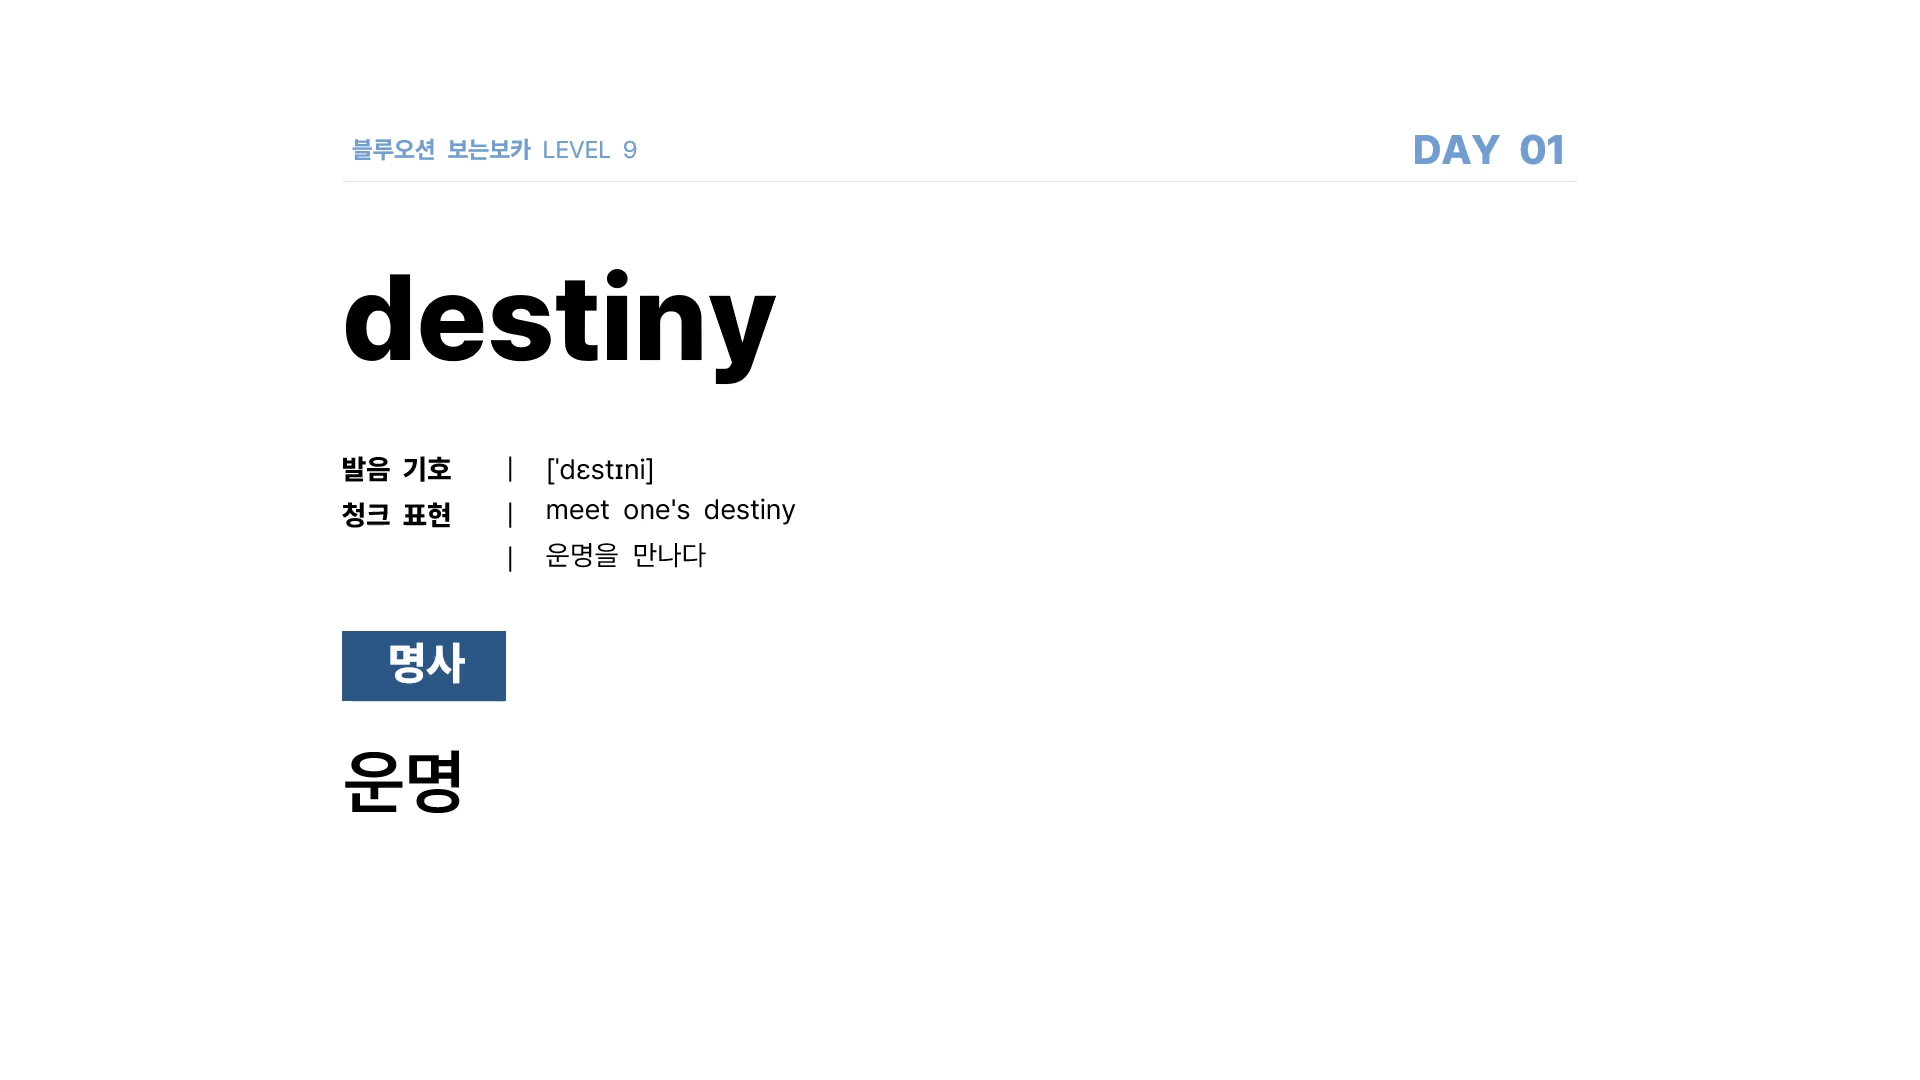 블루오션 보는보카 LEVEL 9
DAY 01
destiny
발음 기호 | [ˈdɛstɪni]
청크 표현 | meet one's destiny
| 운명을 만나다
명사
운명